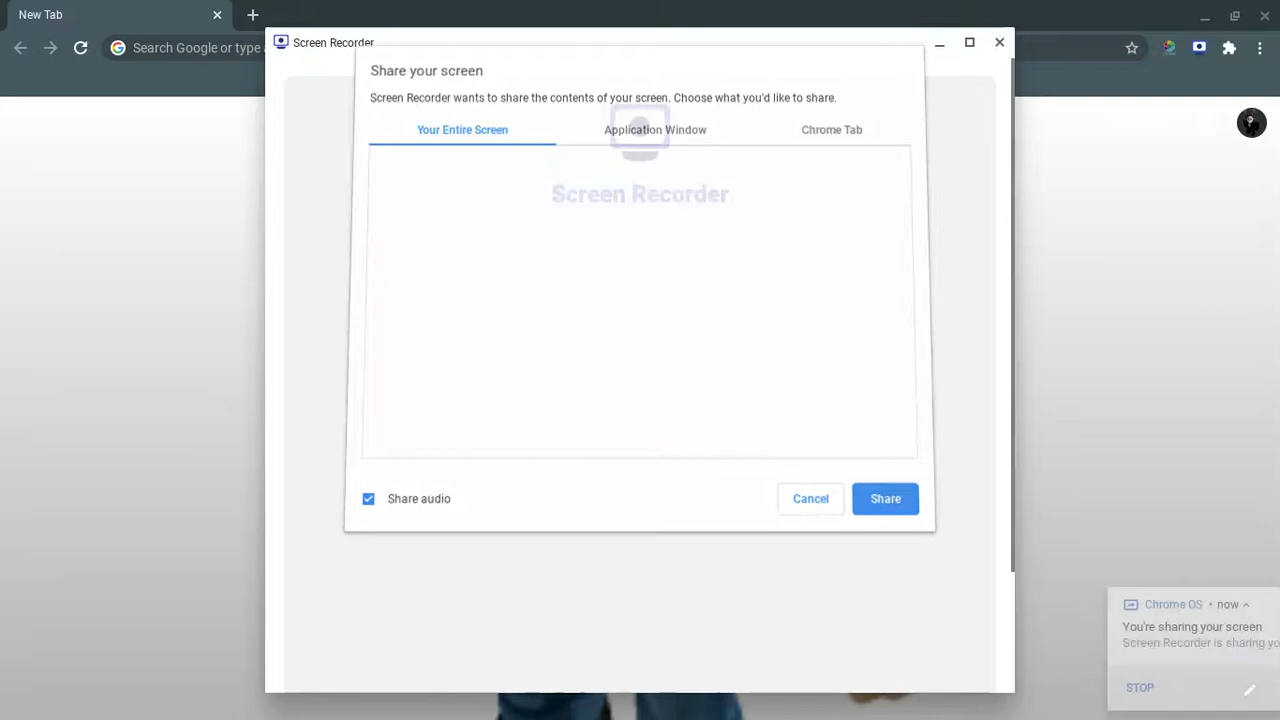 New Tab
Search Google or type a
Screen Recorder
Share your screen
Screen Recorder wants to share the contents of your screen. Choose what you'd like to share.
Your Entire Screen
Application Window
Chrome Tab
Screen Recorder
Share audio
Cancel
Share
Chrome OS • now
You're sharing your screen
Screen Recorder is sharing yo
STOP